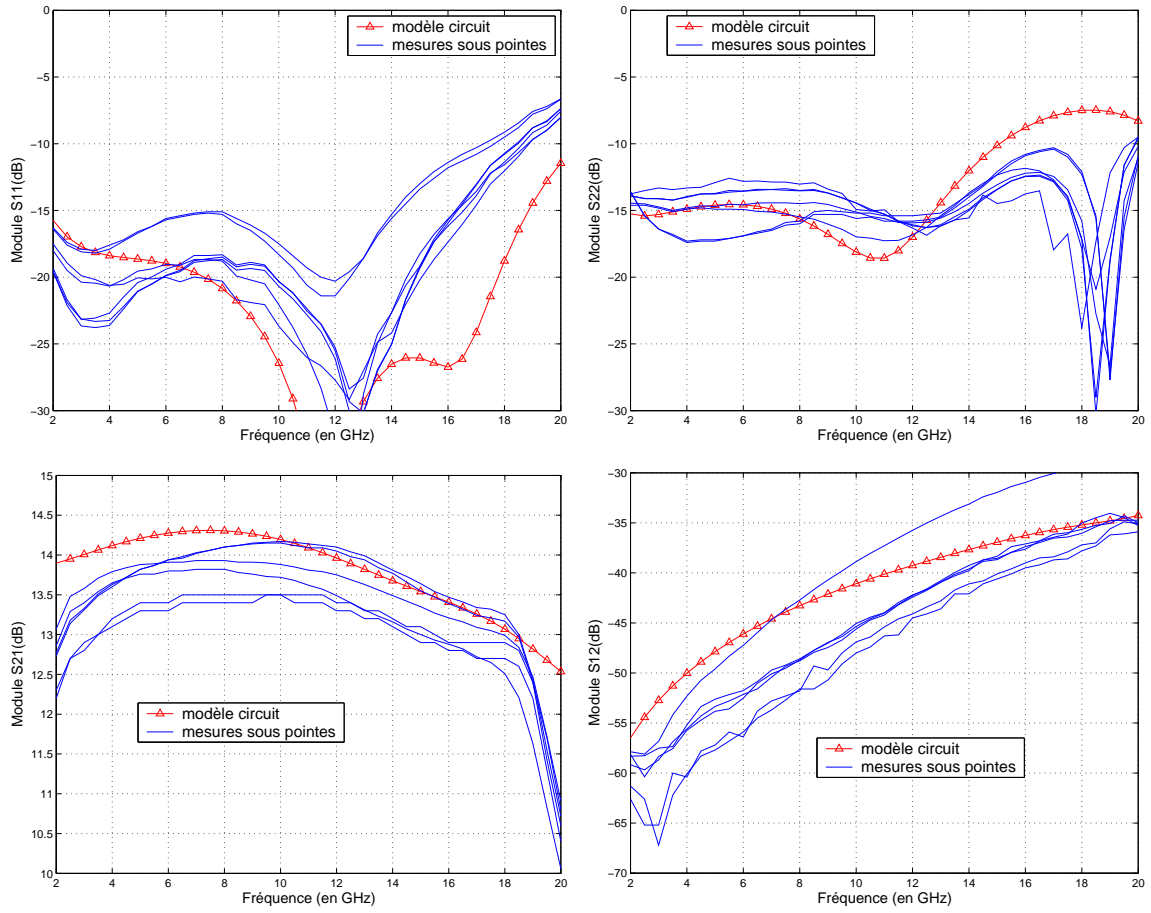 modèle circuit
mesures sous pointes
0
−5
−10
−15
−20
−25
−30
Module S11(dB)
2 4 6 8 10 12 14 16 18 20
Fréquence (en GHz)
modèle circuit
mesures sous pointes
0
−5
−10
−15
−20
−25
−30
Module S22(dB)
2 4 6 8 10 12 14 16 18 20
Fréquence (en GHz)
15
14.5
14
13.5
13
12.5
12
11.5
11
10.5
10
Module S21(dB)
modèle circuit
mesures sous pointes
2 4 6 8 10 12 14 16 18 20
Fréquence (en GHz)
−30
−35
−40
−45
−50
−55
−60
−65
−70
Module S12(dB)
modèle circuit
mesures sous pointes
2 4 6 8 10 12 14 16 18 20
Fréquence (en GHz)